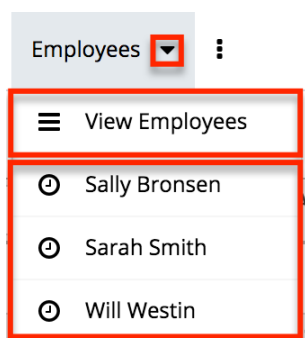 Employees
View Employees
Sally Bronsen
Sarah Smith
Will Westin